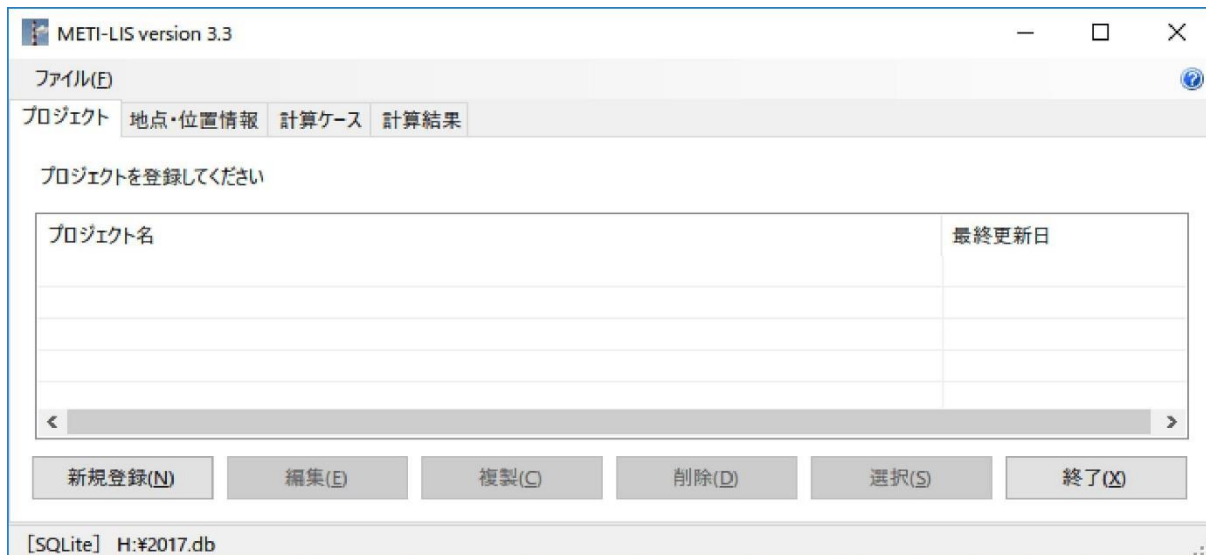 METI-LIS version 3.3
ファイル(F)
プロジェクト 地点・位置情報 計算ケース 計算結果
プロジェクトを登録してください
プロジェクト名 最終更新日
新規登録(N) 編集(E) 複製(C) 削除(D) 選択(S) 終了(X)
[SQLite] H:¥2017.db